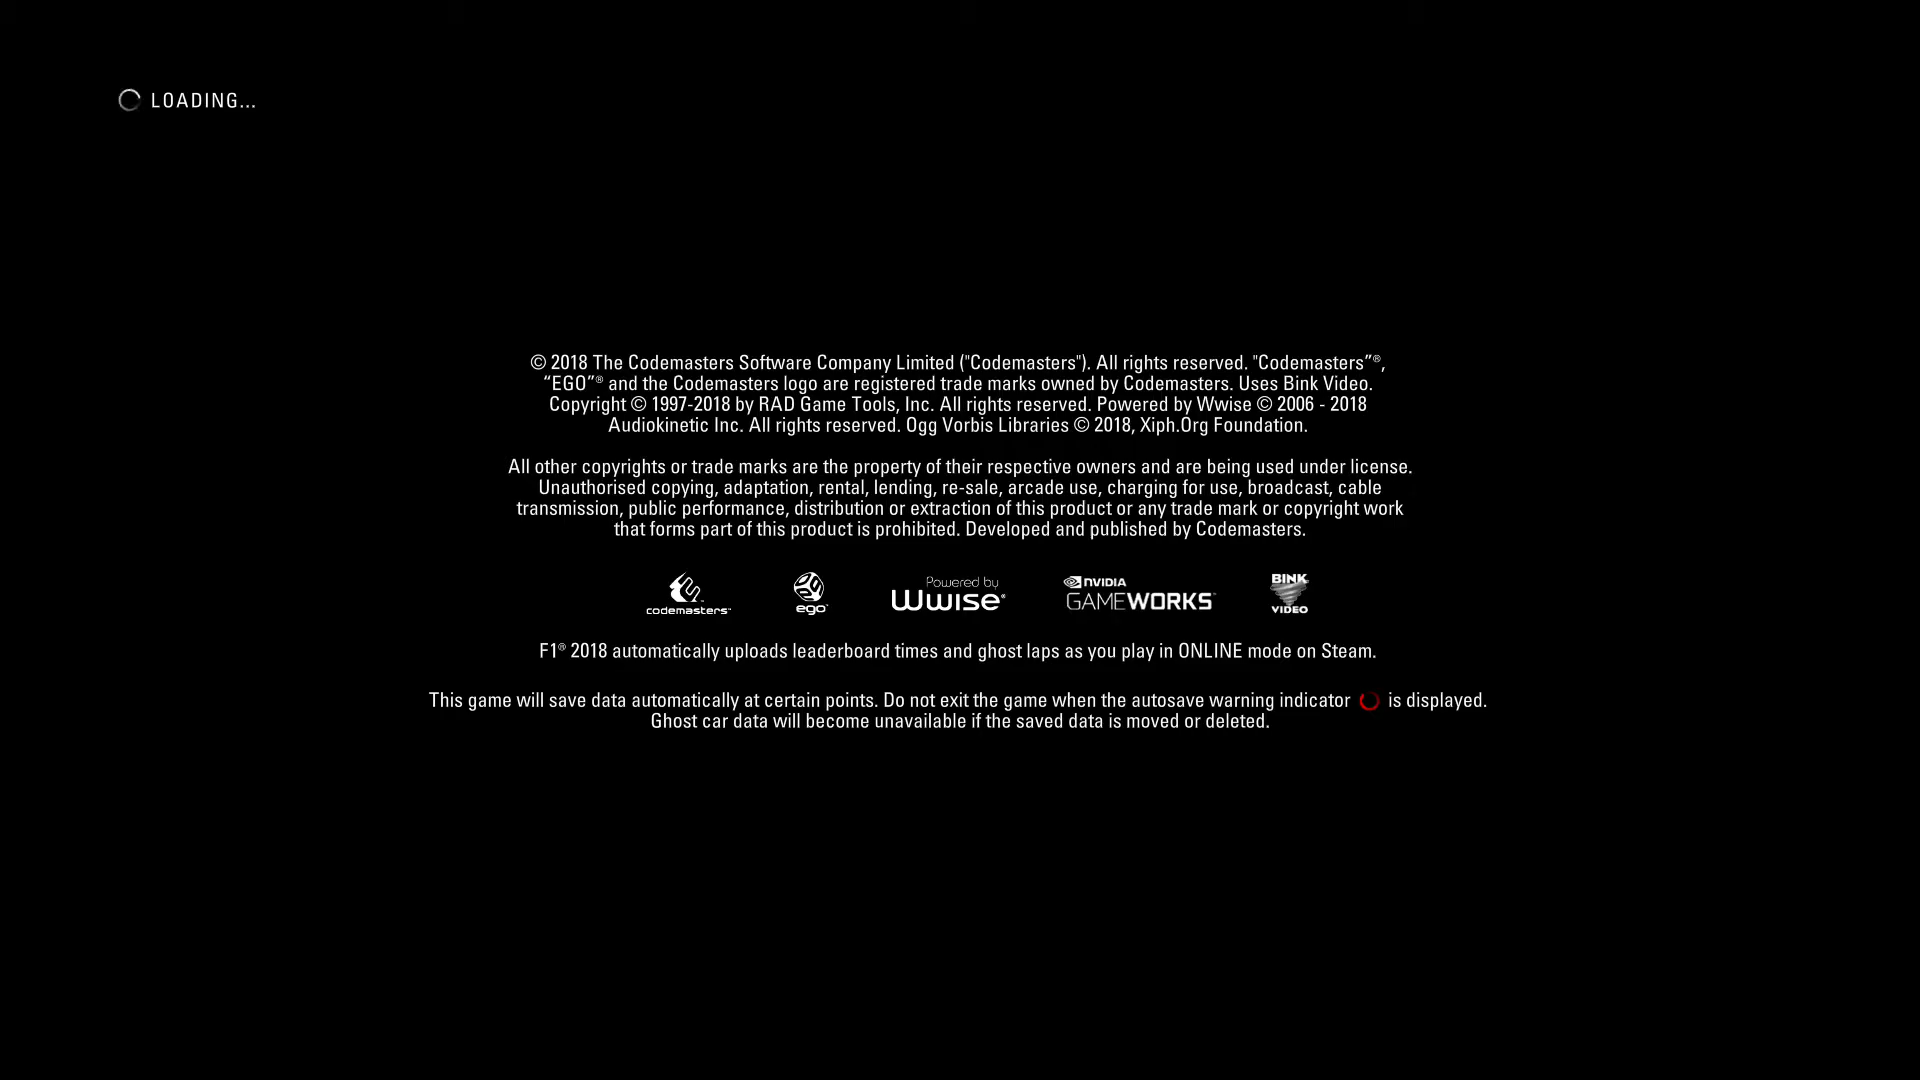 LOADING...
© 2018 The Codemasters Software Company Limited ("Codemasters"). All rights reserved. "Codemasters”®,
“EGO”® and the Codemasters logo are registered trade marks owned by Codemasters. Uses Bink Video.
Copyright © 1997-2018 by RAD Game Tools, Inc. All rights reserved. Powered by Wwise © 2006 - 2018
Audiokinetic Inc. All rights reserved. Ogg Vorbis Libraries © 2018, Xiph.Org Foundation.
All other copyrights or trade marks are the property of their respective owners and are being used under license.
Unauthorised copying, adaptation, rental, lending, re-sale, arcade use, charging for use, broadcast, cable
transmission, public performance, distribution or extraction of this product or any trade mark or copyright work
that forms part of this product is prohibited. Developed and published by Codemasters.
codemasters™
ego™
Powered by
Wwise®
NVIDIA
GAMEWORKS™
BINK
VIDEO
F1® 2018 automatically uploads leaderboard times and ghost laps as you play in ONLINE mode on Steam.
This game will save data automatically at certain points. Do not exit the game when the autosave warning indicator is displayed.
Ghost car data will become unavailable if the saved data is moved or deleted.